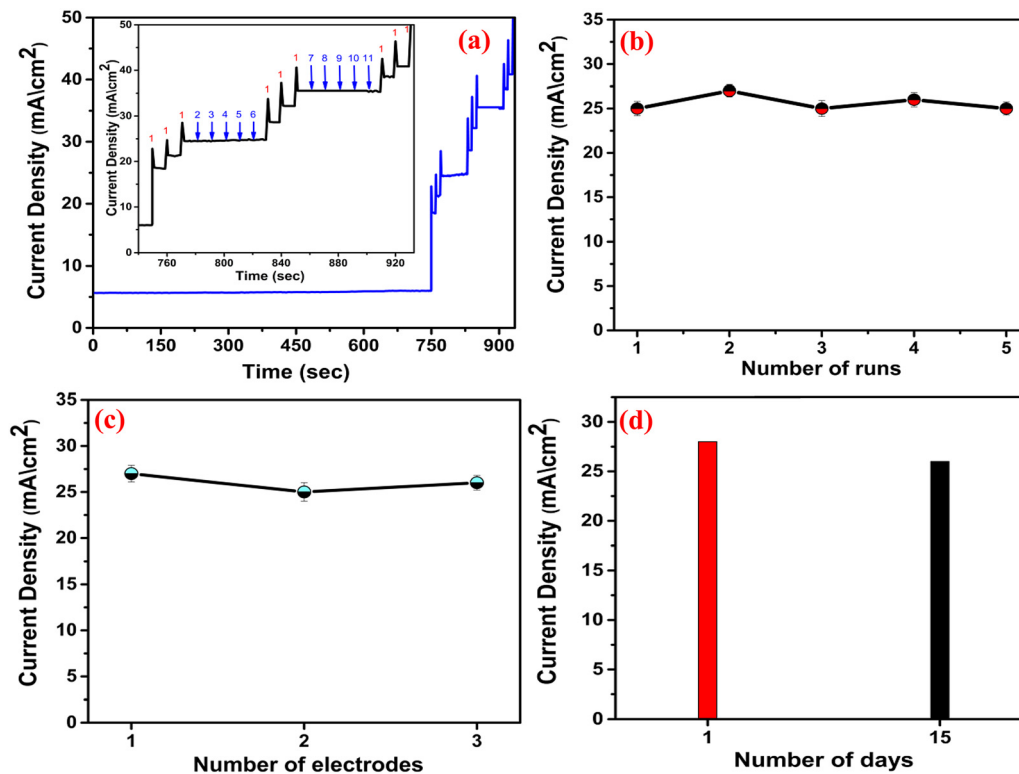 (a)
Current Density (mA\cm2)
50
40
30
20
10
0
0 150 300 450 600 750 900
Time (sec)
Current Density (mA\cm2)
50
40
30
20
10
0
1 1 1 2 3 4 5 6 1 1 1 7 8 9 10 11 1 1 1
760 800 840 880 920
Time (sec)
(b)
Current Density (mA\cm2)
35
30
25
20
15
10
5
0
1 2 3 4 5
Number of runs
(c)
Current Density (mA\cm2)
35
30
25
20
15
10
5
0
1 2 3
Number of electrodes
(d)
Current Density (mA\cm2)
30
25
20
15
10
5
0
1 15
Number of days